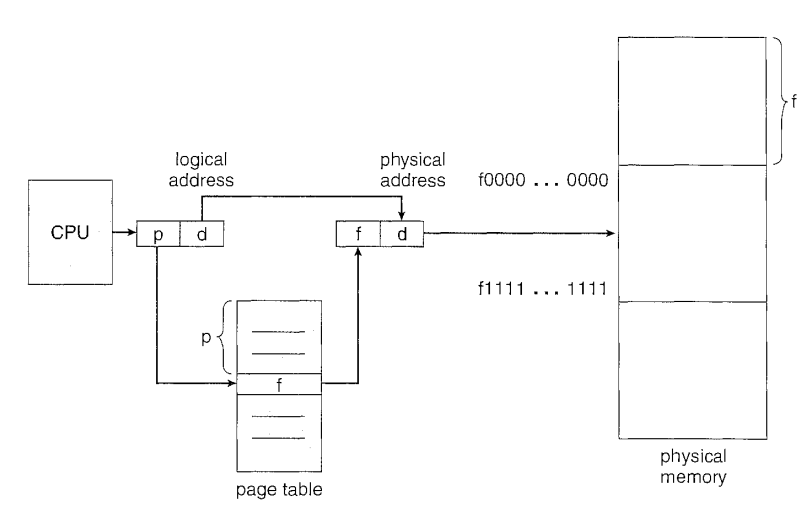 f
logical
address
physical
address
f0000 ... 0000
CPU
p d
f d
f1111 ... 1111
p
f
physical
memory
page table